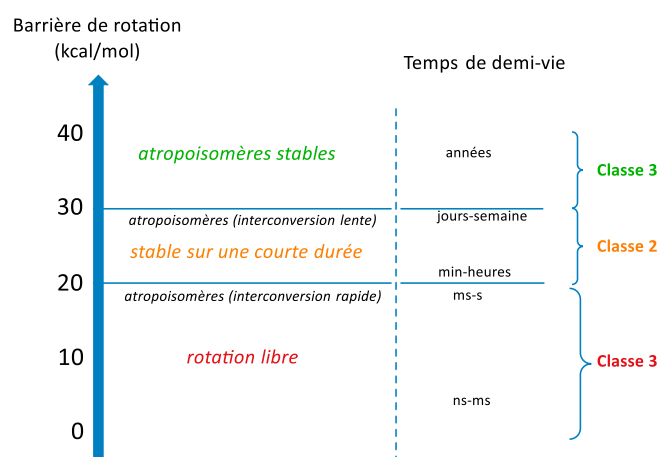 Barrière de rotation
(kcal/mol)
Temps de demi-vie
40
atropoisomères stables
années
Classe 3
30
atropoisomères (interconversion lente)
jours-semaine
stable sur une courte durée
Classe 2
min-heures
20
atropoisomères (interconversion rapide)
ms-s
10
rotation libre
Classe 3
ns-ms
0